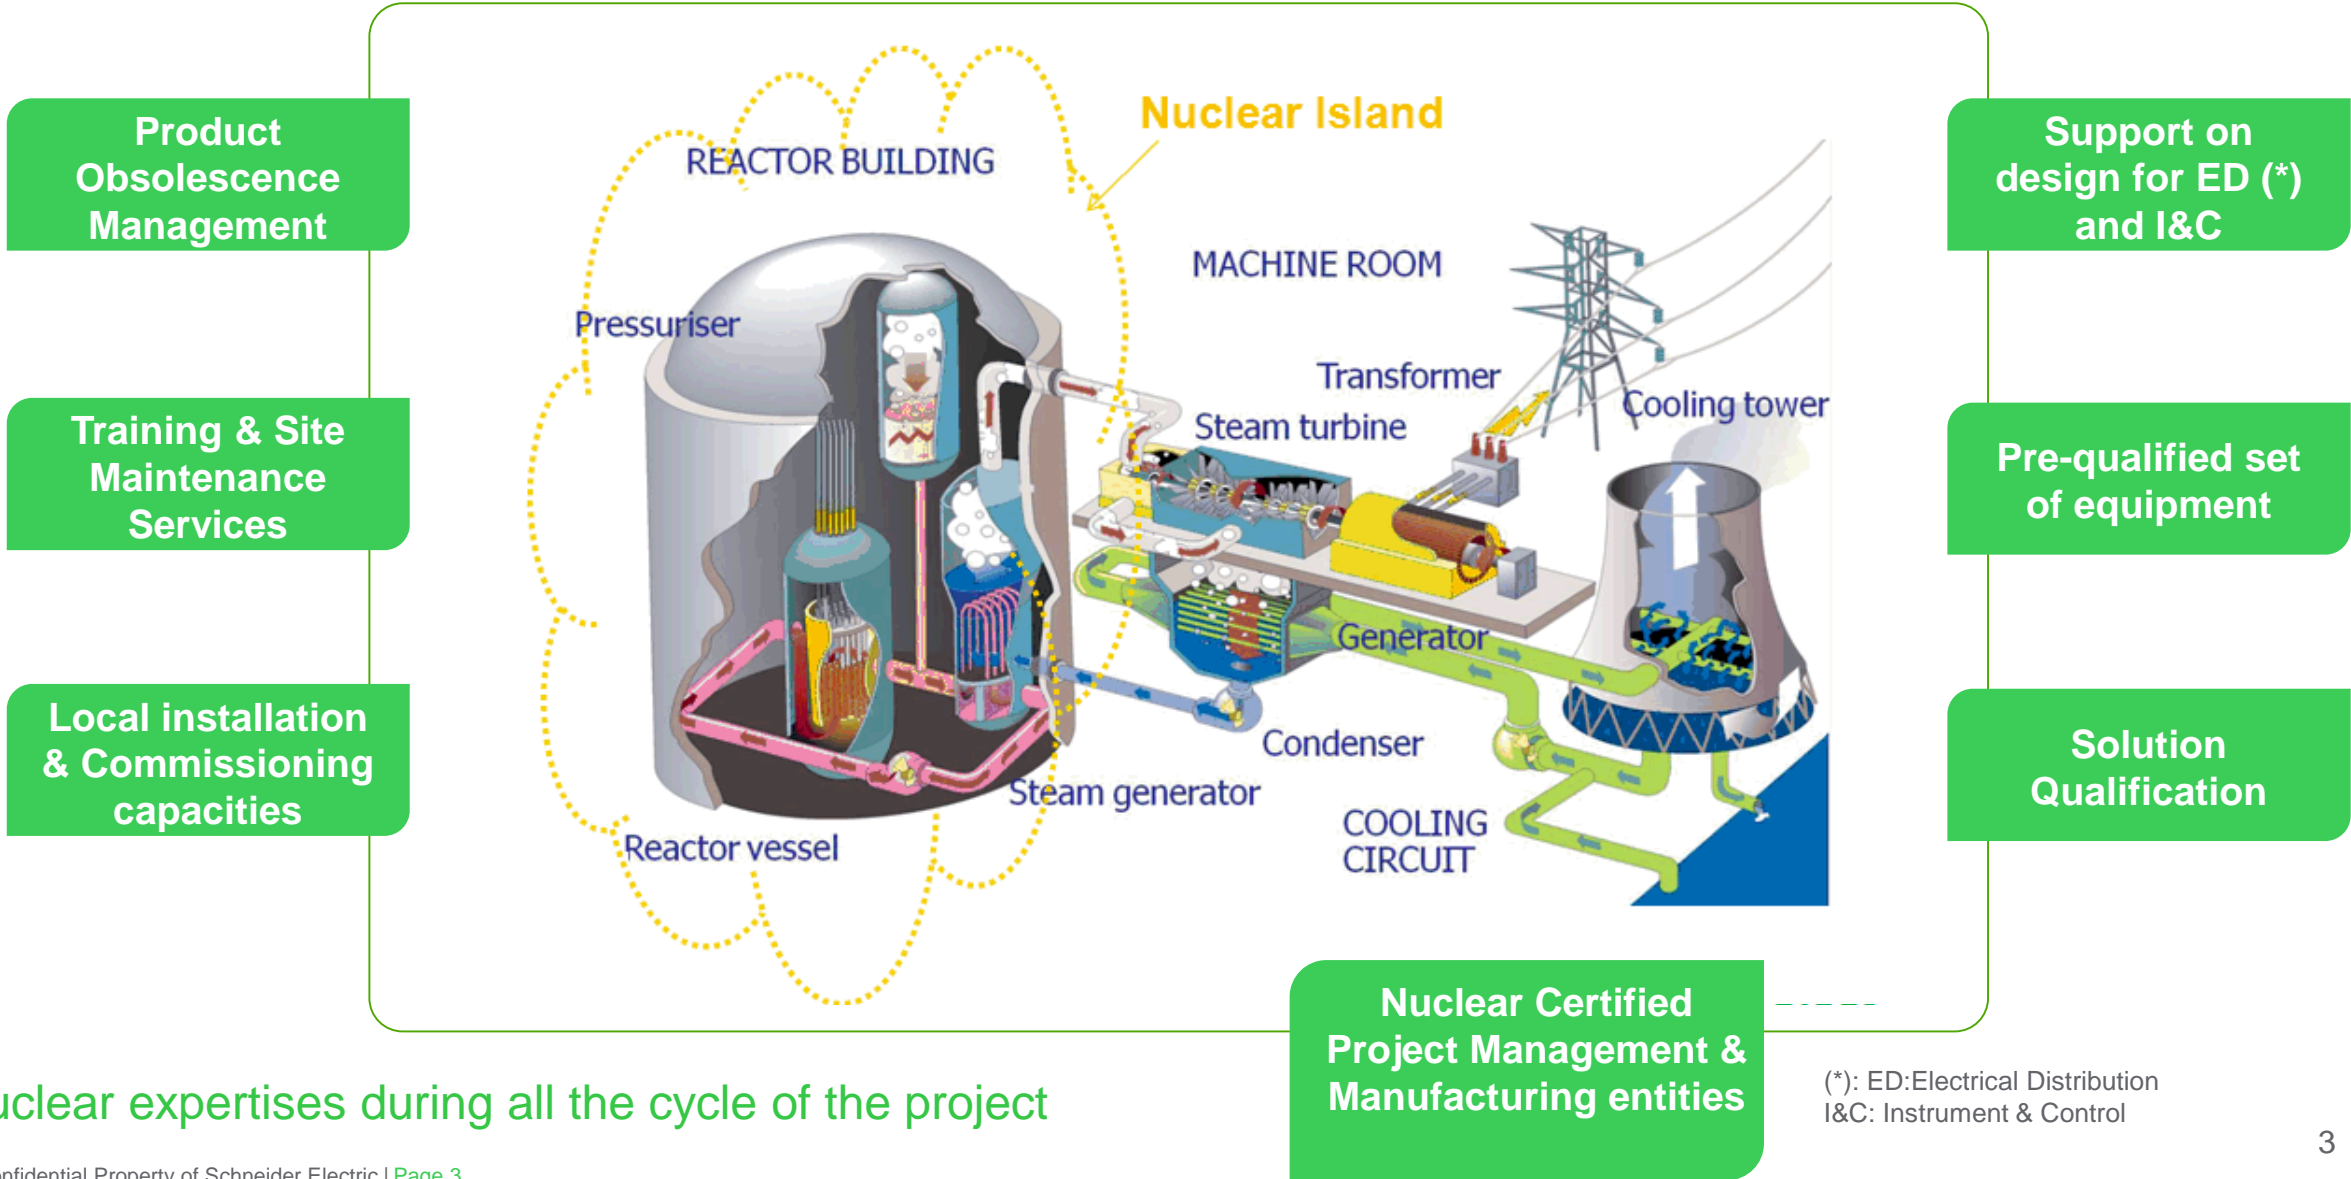 Nuclear Island
REACTOR BUILDING
Product
Obsolescence
Management
Support on
design for ED (*)
and I&C
MACHINE ROOM
Pressuriser
Transformer
Cooling tower
Steam turbine
Training & Site
Maintenance
Services
Pre-qualified set
of equipment
Generator
Local installation
& Commissioning
capacities
Condenser
Steam generator
Solution
Qualification
COOLING
CIRCUIT
Reactor vessel
Nuclear Certified
Project Management &
Manufacturing entities
uclear expertises during all the cycle of the project
(*): ED:Electrical Distribution
I&C: Instrument & Control
3
onfidential Property of Schneider Electric | Page 3